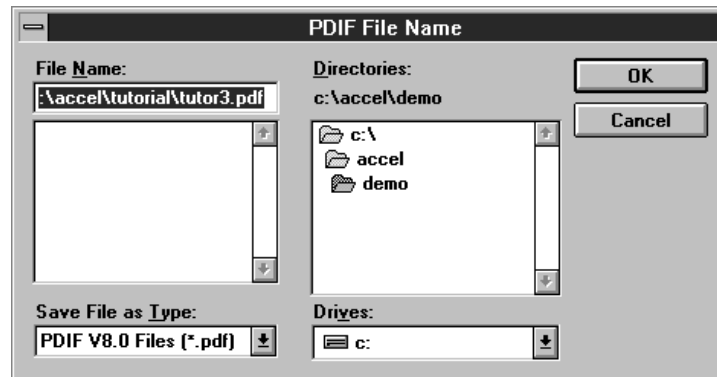 PDIF File Name
File Name:
:\accel\tutorial\tutor3.pdf
Directories:
c:\accel\demo
c:\
accel
demo
OK
Cancel
Save File as Type:
PDIF V8.0 Files (*.pdf)
Drives:
c: